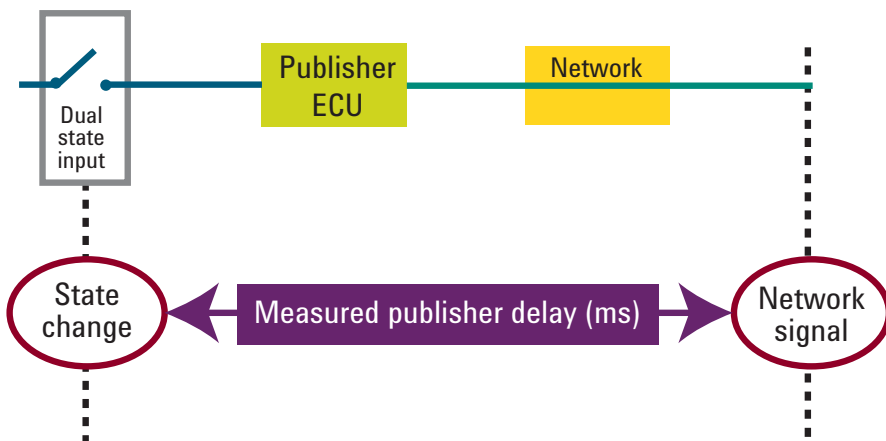 Publisher
ECU
Network
Dual
state
input
State
change
Measured publisher delay (ms)
Network
signal